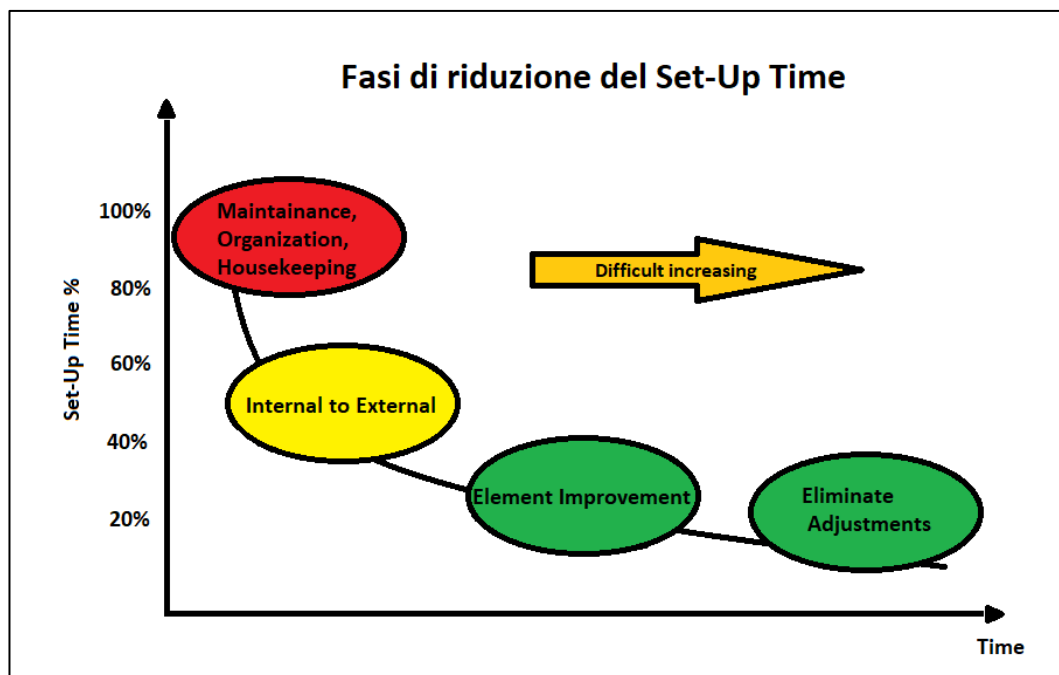 Fasi di riduzione del Set-Up Time
Set-Up Time %
100%
80%
60%
40%
20%
Maintainance,
Organization,
Housekeeping
Difficult increasing
Internal to External
Element Improvement
Eliminate
Adjustments
Time